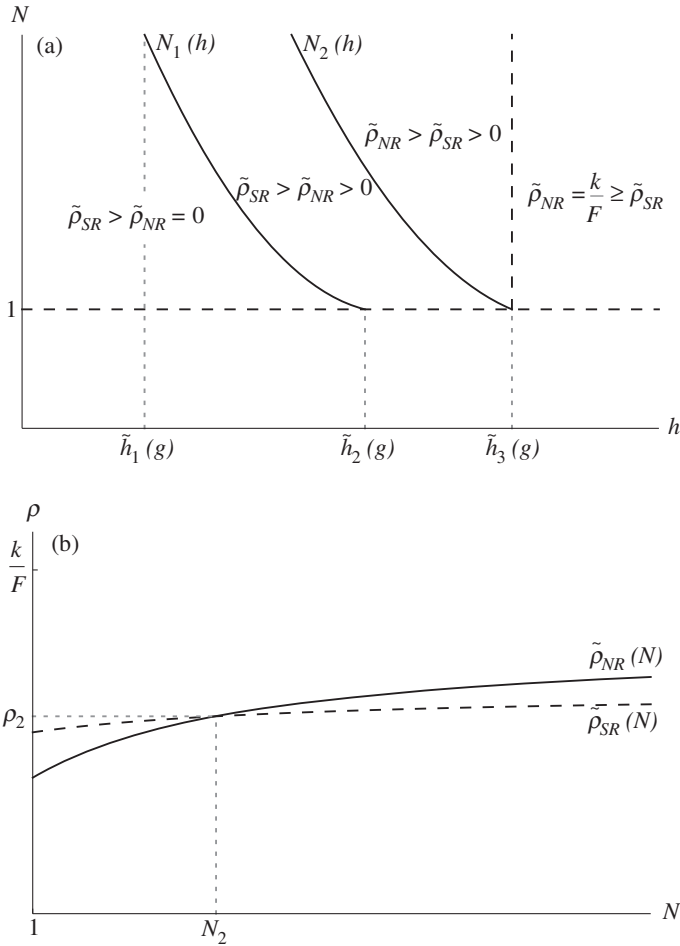 N
(a)
N₁(h)
N₂(h)
ρ̃_NR > ρ̃_SR > 0
ρ̃_SR > ρ̃_NR > 0
ρ̃_NR = k/F ≥ ρ̃_SR
ρ̃_SR > ρ̃_NR = 0
1
h
h̃₁(g)
h̃₂(g)
h̃₃(g)
ρ
(b)
k/F
ρ̃_NR(N)
ρ₂
ρ̃_SR(N)
1
N₂
N